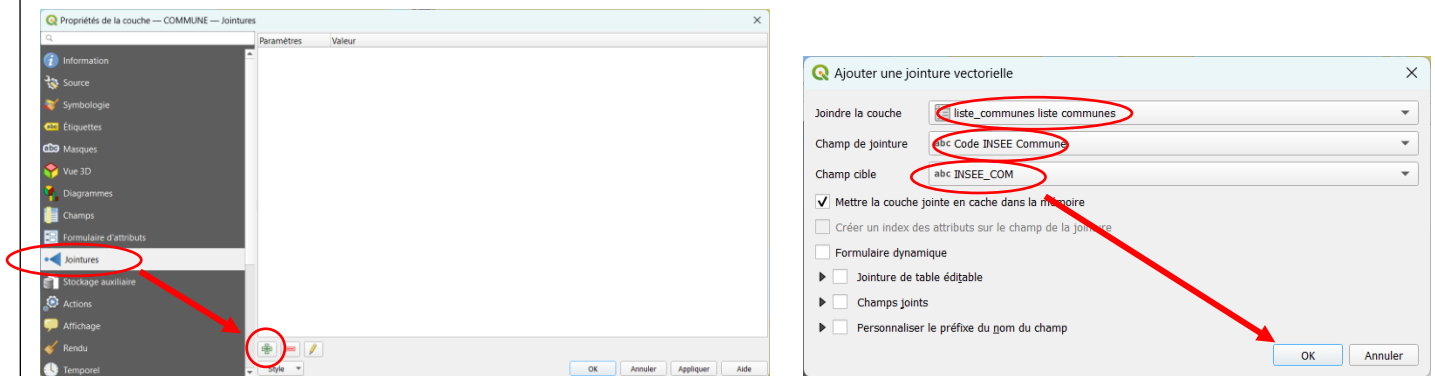 Propriétés de la couche — COMMUNE — Jointures
Paramètres Valeur
Information
Source
Symbologie
abc Étiquettes
abc Masques
Vue 3D
Diagrammes
Champs
Formulaire d'attributs
Jointures
Stockage auxiliaire
Actions
Affichage
Rendu
Temporel
Style
OK Annuler Appliquer Aide
Ajouter une jointure vectorielle
Joindre la couche liste_communes liste communes
Champ de jointure abc Code INSEE Commune
Champ cible abc INSEE_COM
Mettre la couche jointe en cache dans la mémoire
Créer un index des attributs sur le champ de la jointure
Formulaire dynamique
Jointure de table éditable
Champs joints
Personnaliser le préfixe du nom du champ
OK Annuler